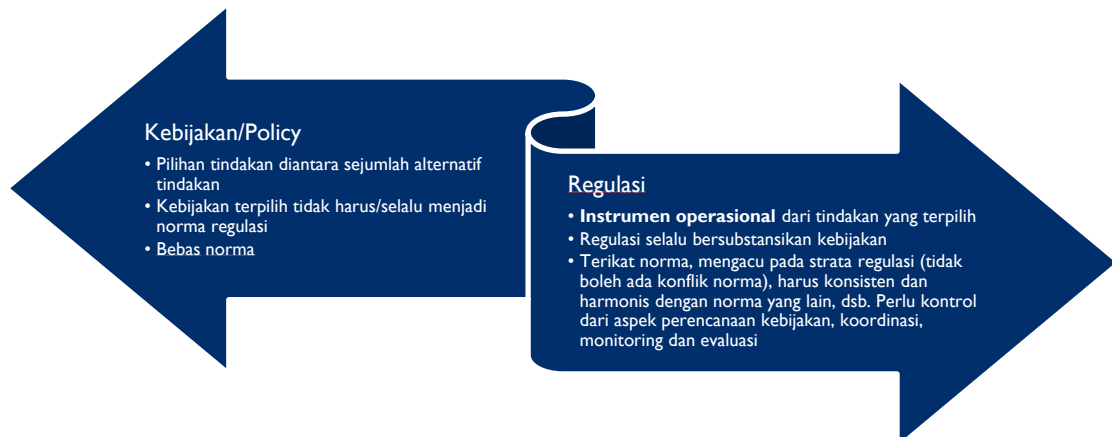 Kebijakan/Policy
• Pilihan tindakan diantara sejumlah alternatif
tindakan
• Kebijakan terpilih tidak harus/selalu menjadi
norma regulasi
• Bebas norma
Regulasi
• Instrumen operasional dari tindakan yang terpilih
• Regulasi selalu bersubstansikan kebijakan
• Terikat norma, mengacu pada strata regulasi (tidak
boleh ada konflik norma), harus konsisten dan
harmonis dengan norma yang lain, dsb. Perlu kontrol
dari aspek perencanaan kebijakan, koordinasi,
monitoring dan evaluasi